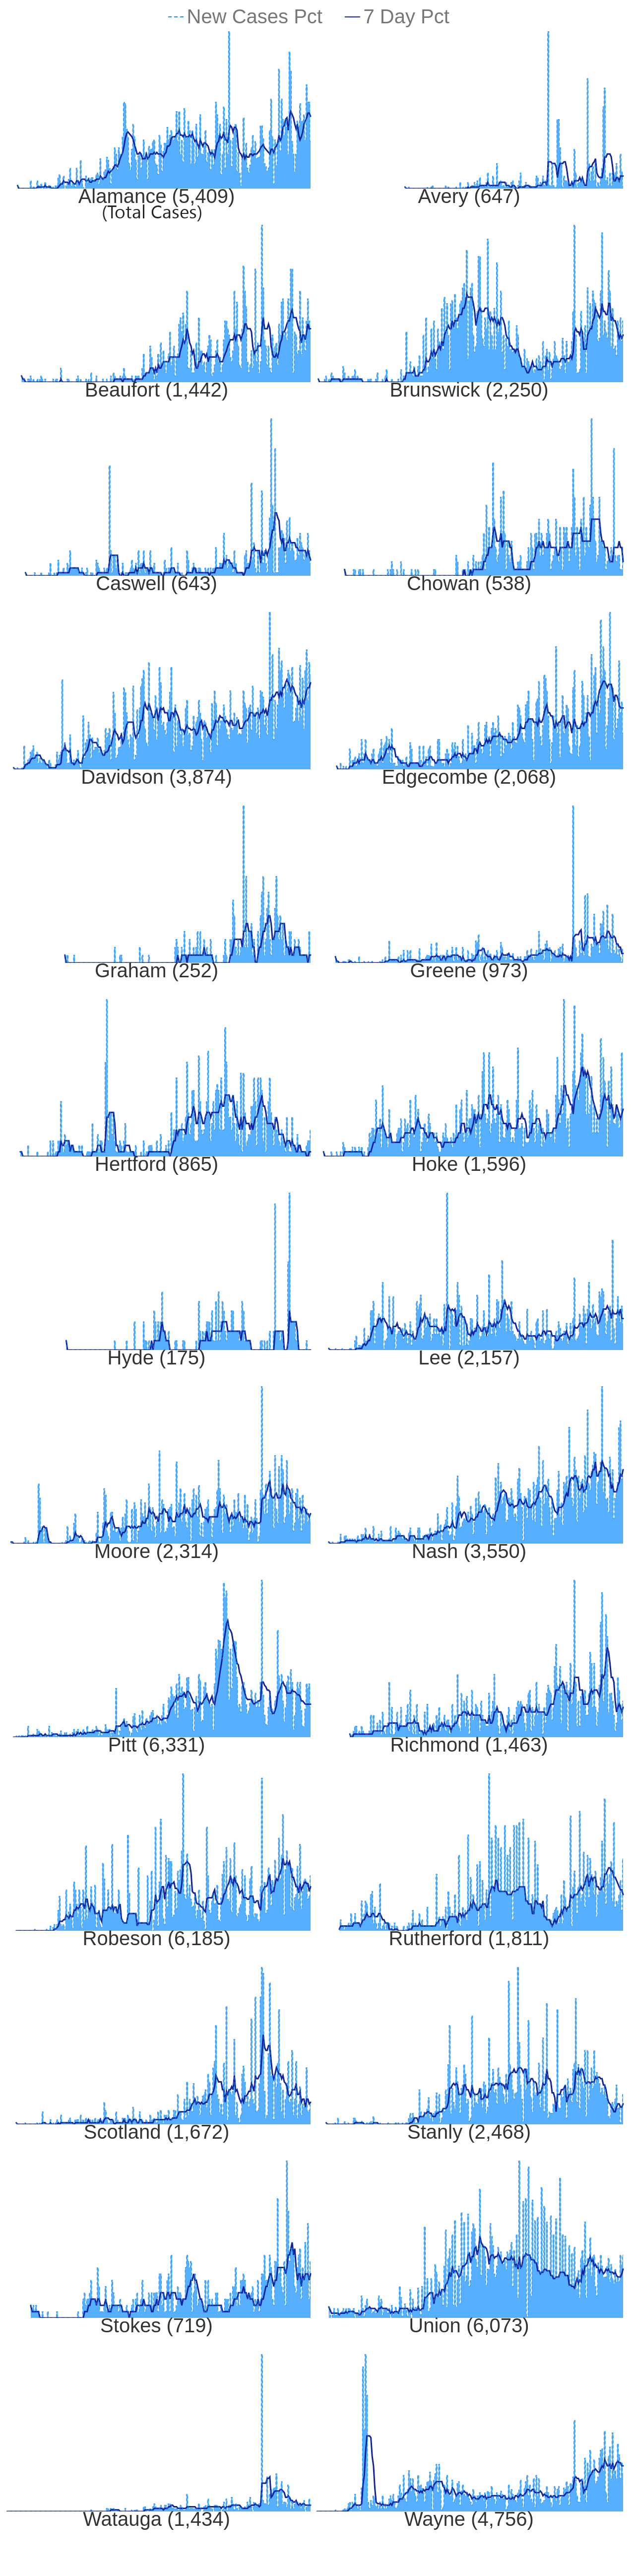 New Cases Pct 7 Day Pct
Alamance (5,409) Avery (647)
(Total Cases)
Beaufort (1,442) Brunswick (2,250)
Caswell (643) Chowan (538)
Davidson (3,874) Edgecombe (2,068)
Graham (252) Greene (973)
Hertford (865) Hoke (1,596)
Hyde (175) Lee (2,157)
Moore (2,314) Nash (3,550)
Pitt (6,331) Richmond (1,463)
Robeson (6,185) Rutherford (1,811)
Scotland (1,672) Stanly (2,468)
Stokes (719) Union (6,073)
Watauga (1,434) Wayne (4,756)